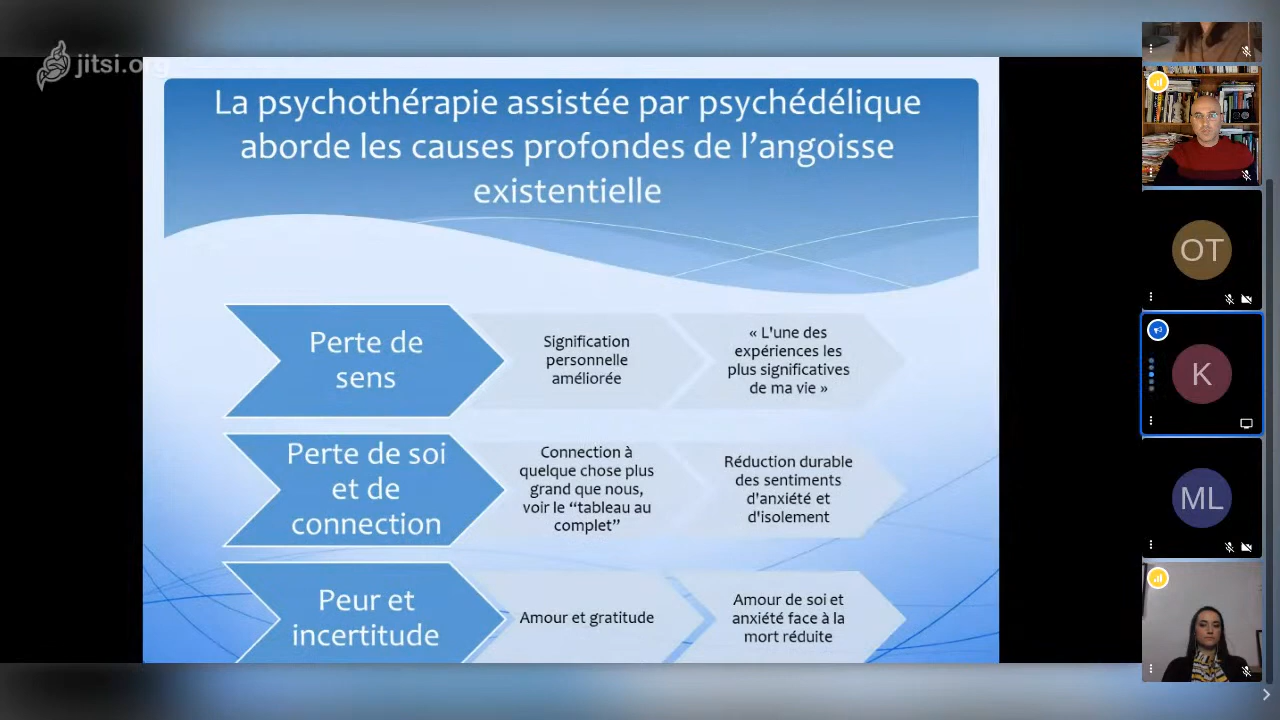 jitsi.org
La psychothérapie assistée par psychédélique
aborde les causes profondes de l'angoisse
existentielle
Perte de
sens
Signification
personnelle
améliorée
« L'une des
expériences les
plus significatives
de ma vie »
Perte de soi
et de
connection
Connection à
quelque chose plus
grand que nous,
voir le “tableau au
complet”
Réduction durable
des sentiments
d'anxiété et
d'isolement
Peur et
incertitude
Amour et gratitude
Amour de soi et
anxiété face à la
mort réduite
OT
K
ML